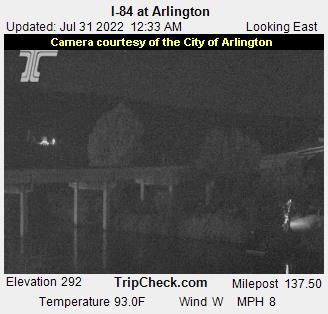 I-84 at Arlington
Updated: Jul 31 2022 12:33 AM Looking East
Camera courtesy of the City of Arlington
Elevation 292 TripCheck.com Milepost 137.50
Temperature 93.0F Wind W MPH 8